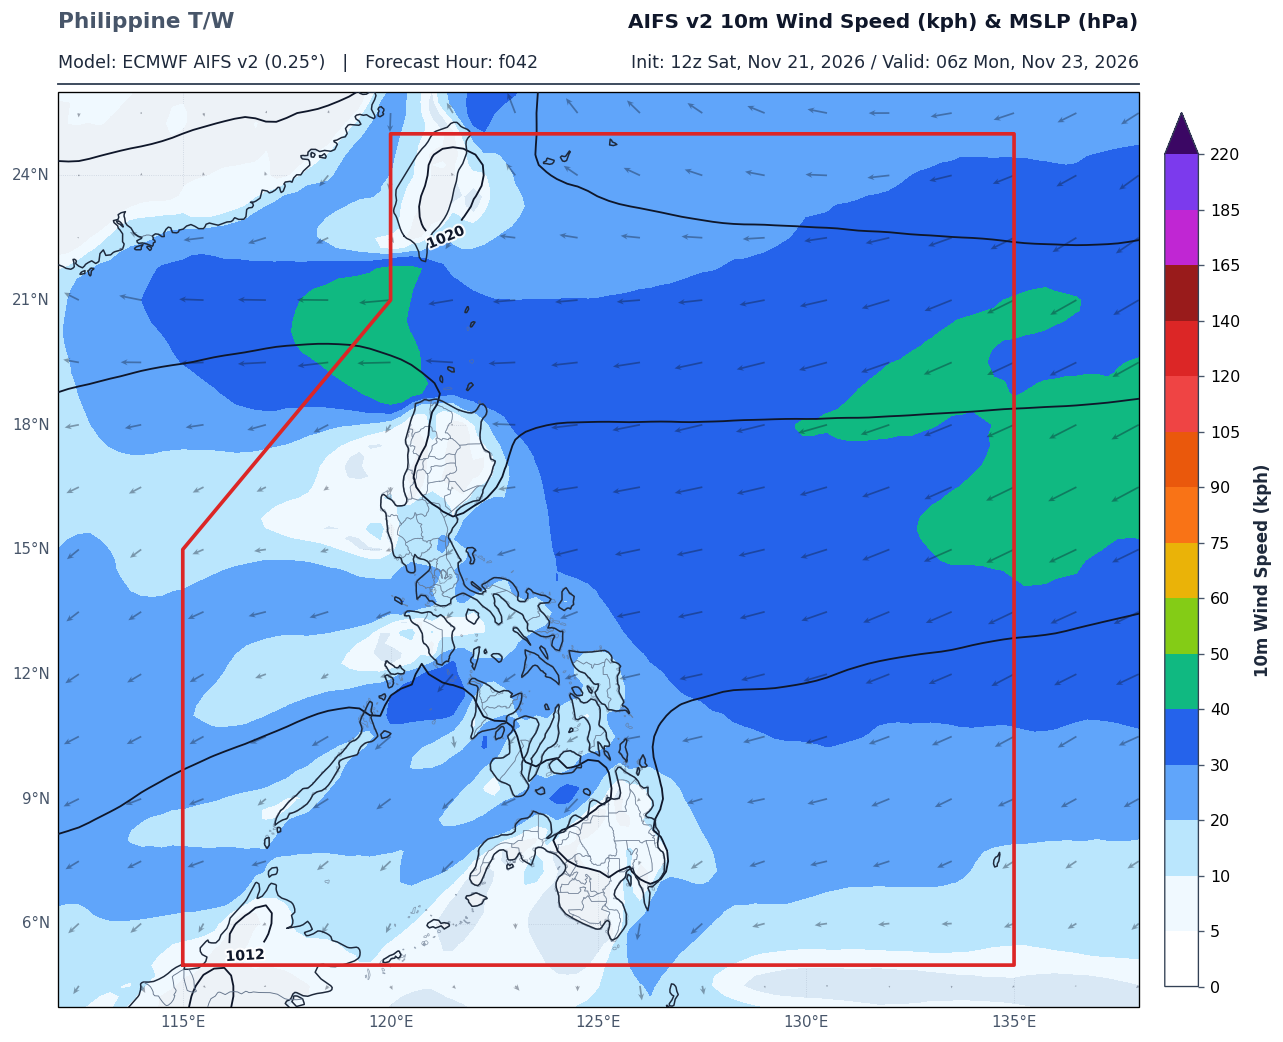 Philippine T/W
AIFS v2 10m Wind Speed (kph) & MSLP (hPa)
Model: ECMWF AIFS v2 (0.25°) | Forecast Hour: f042
Init: 12z Sat, Nov 21, 2026 / Valid: 06z Mon, Nov 23, 2026
24°N
21°N
18°N
15°N
12°N
9°N
6°N
115°E
120°E
125°E
130°E
135°E
1020
1012
220
185
165
140
120
105
90
75
60
50
40
30
20
10
5
0
10m Wind Speed (kph)